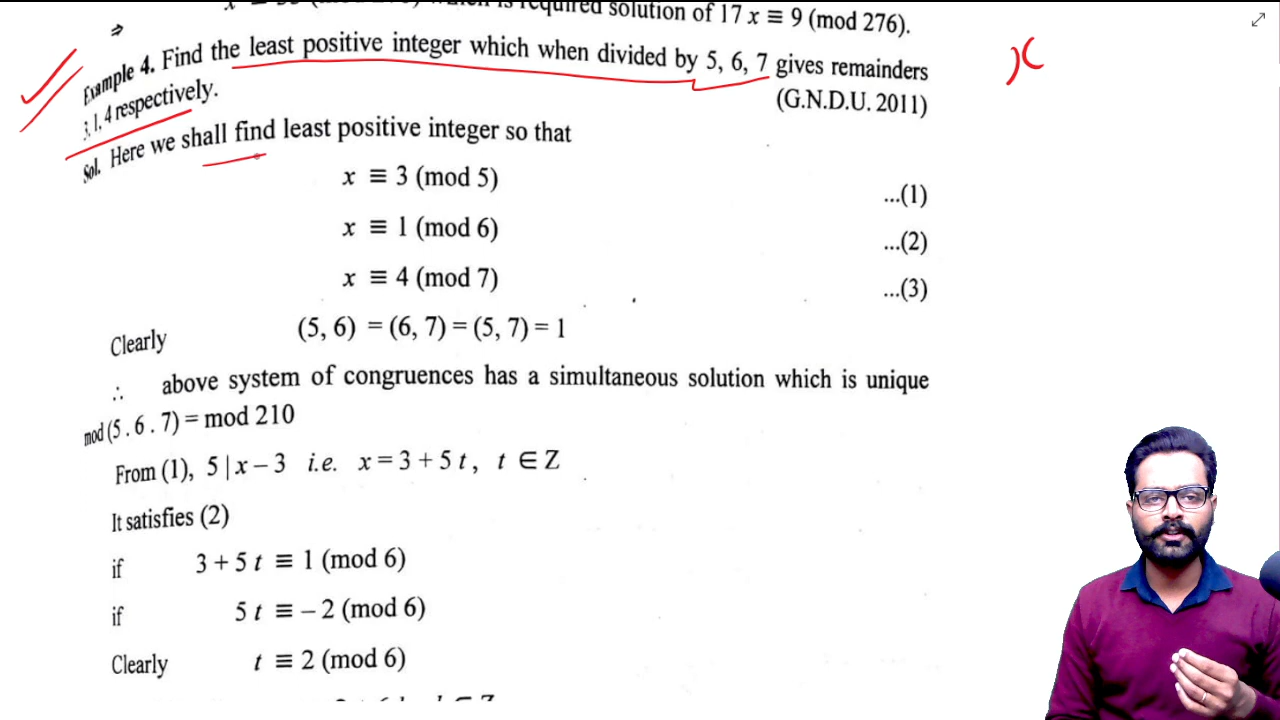 (mod 276) which is required solution of 17 x ≡ 9 (mod 276).
⇒
Example 4. Find the least positive integer which when divided by 5, 6, 7 gives remainders
3, 1, 4 respectively.
(G.N.D.U. 2011)
x
Sol. Here we shall find least positive integer so that
x ≡ 3 (mod 5) ...(1)
x ≡ 1 (mod 6) ...(2)
x ≡ 4 (mod 7) ...(3)
Clearly (5, 6) = (6, 7) = (5, 7) = 1
∴ above system of congruences has a simultaneous solution which is unique
mod (5 . 6 . 7) = mod 210
From (1), 5 | x – 3 i.e. x = 3 + 5 t, t ∈ Z
It satisfies (2)
if 3 + 5 t ≡ 1 (mod 6)
if 5 t ≡ – 2 (mod 6)
Clearly t ≡ 2 (mod 6)